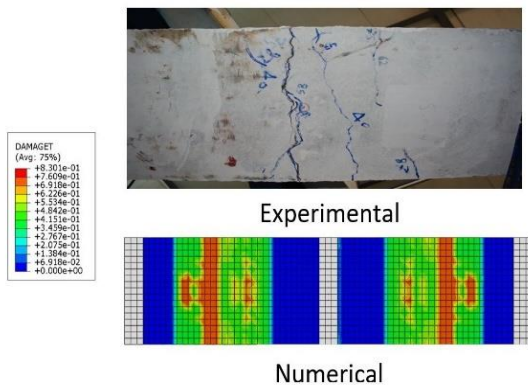 Experimental
DAMAGET
(Avg: 75%)
+8.301e-01
+7.609e-01
+6.918e-01
+6.226e-01
+5.534e-01
+4.842e-01
+4.151e-01
+3.459e-01
+2.767e-01
+2.075e-01
+1.384e-01
+6.918e-02
+0.000e+00
Numerical